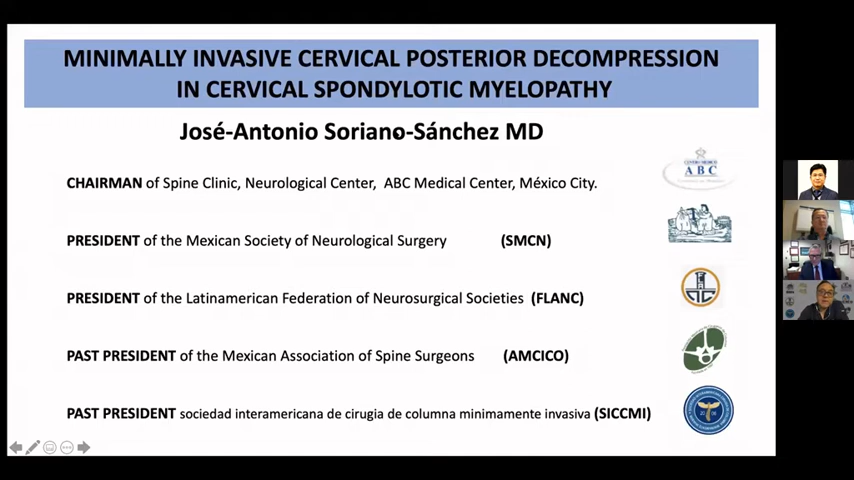 MINIMALLY INVASIVE CERVICAL POSTERIOR DECOMPRESSION
IN CERVICAL SPONDYLOTIC MYELOPATHY
José-Antonio Soriano-Sánchez MD
CHAIRMAN of Spine Clinic, Neurological Center, ABC Medical Center, México City.
PRESIDENT of the Mexican Society of Neurological Surgery (SMCN)
PRESIDENT of the Latinamerican Federation of Neurosurgical Societies (FLANC)
PAST PRESIDENT of the Mexican Association of Spine Surgeons (AMCICO)
PAST PRESIDENT sociedad interamericana de cirugia de columna minimamente invasiva (SICCMI)
CENTRO MEDICO
ABC